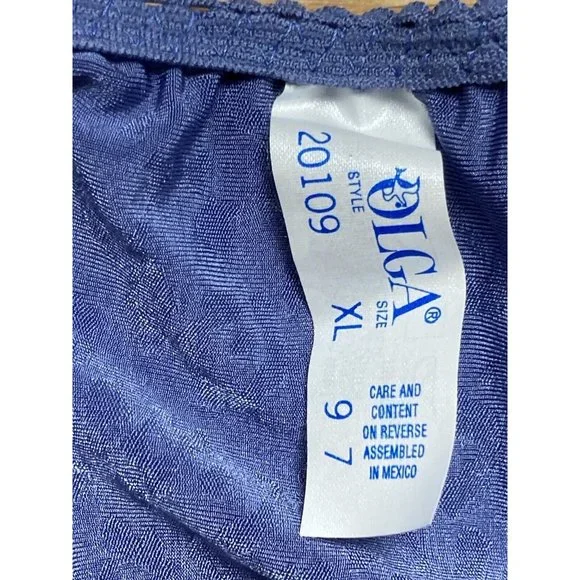 OLGA®
STYLE SIZE
20109 XL 9 7
CARE AND
CONTENT
ON REVERSE
ASSEMBLED
IN MEXICO